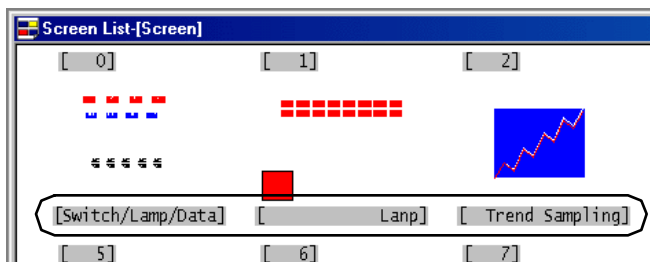 Screen List-[Screen]
[ 0] [ 1] [ 2]
[Switch/Lamp/Data] [ Lanp] [ Trend Sampling]
[ 5] [ 6] [ 7]